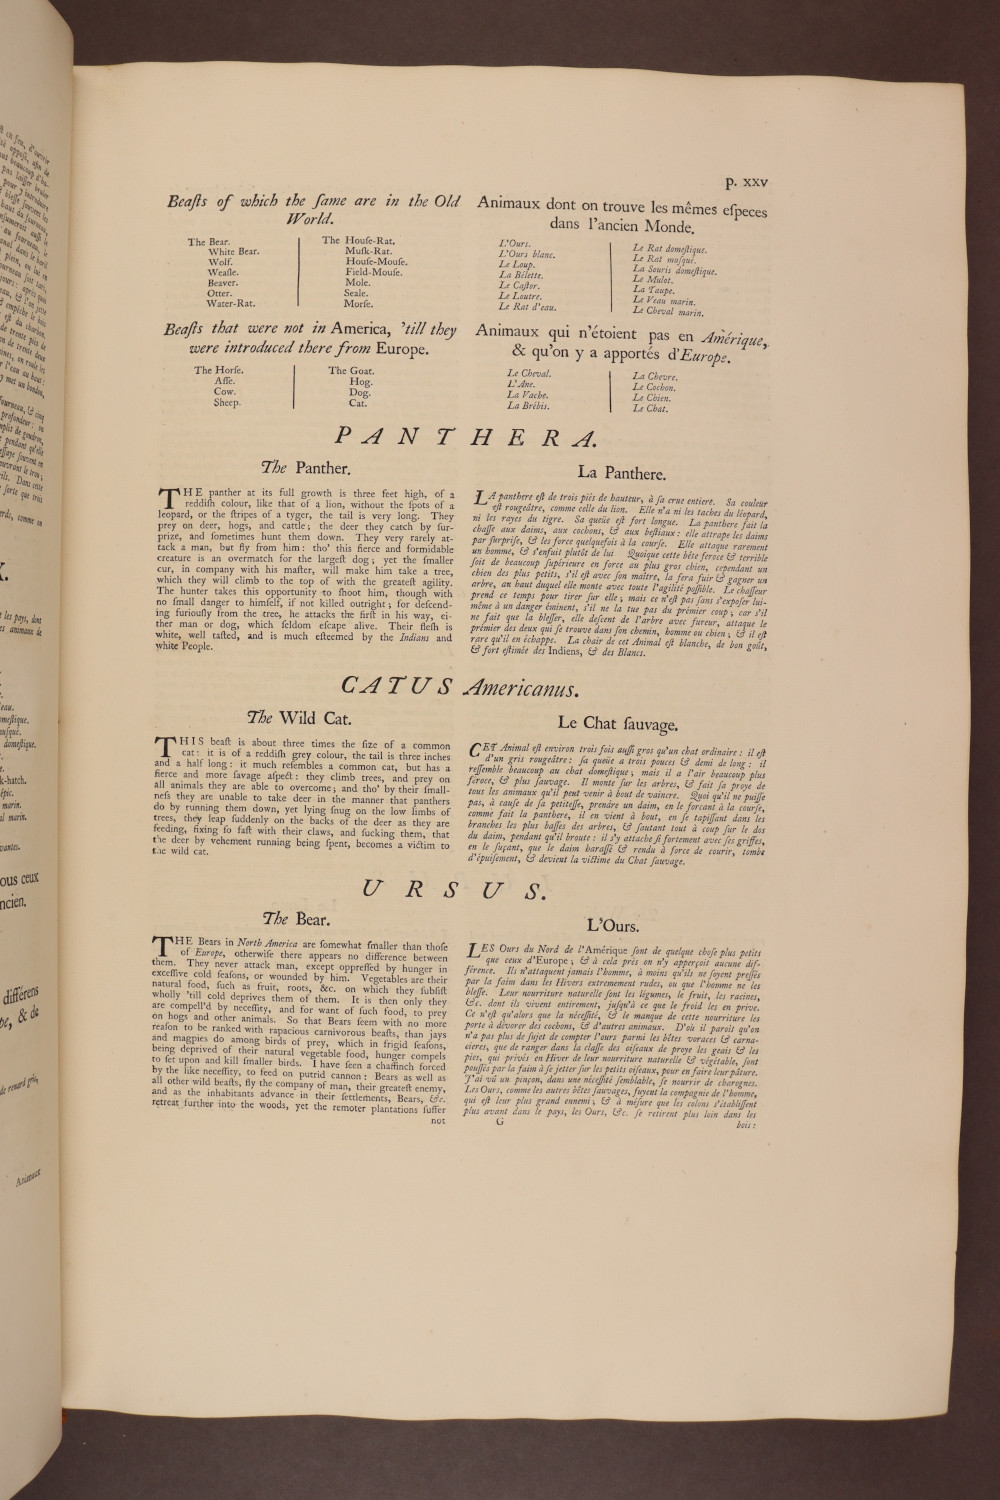 p. xxv
Beaſts of which the ſame are in the Old
World.
The Bear.
White Bear.
Wolf.
Weaſle.
Beaver.
Otter.
Water-Rat.
The Houſe-Rat.
Muſk-Rat.
Houſe-Mouſe.
Field-Mouſe.
Mole.
Seale.
Morſe.
Beaſts that were not in America, 'till they
were introduced there from Europe.
The Horſe.
Aſſe.
Cow.
Sheep.
The Goat.
Hog.
Dog.
Cat.
Animaux dont on trouve les mêmes eſpeces
dans l'ancien Monde.
L'Ours.
L'Ours blanc.
Le Loup.
La Bélette.
Le Caſtor.
Le Loutre.
Le Rat d'eau.
Le Rat domeſtique.
Le Rat muſqué.
La Souris domeſtique.
Le Mulot.
La Taupe.
Le Veau marin.
Le Cheval marin.
Animaux qui n'étoient pas en Amérique,
& qu'on y a apportés d'Europe.
Le Cheval.
L'Ane.
La Vache.
La Brébis.
La Chevre.
Le Cochon.
Le Chien.
Le Chat.
PANTHERA.
The Panther.
THE panther at its full growth is three feet high, of a
reddiſh colour, like that of a lion, without the ſpots of a
leopard, or the ſtripes of a tyger, the tail is very long. They
prey on deer, hogs, and cattle; the deer they catch by ſur-
prize, and ſometimes hunt them down. They very rarely at-
tack a man, but fly from him: tho' this fierce and formidable
creature is an overmatch for the largeſt dog; yet the ſmaller
cur, in company with his maſter, will make him take a tree,
which they will climb to the top of with the greateſt agility.
The hunter takes this opportunity to ſhoot him, though with
no ſmall danger to himſelf, if not killed outright; for deſcend-
ing furiouſly from the tree, he attacks the firſt in his way, ei-
ther man or dog, which ſeldom eſcape alive. Their fleſh is
white, well taſted, and is much eſteemed by the Indians and
white People.
La Panthere.
LA panthere eſt de trois piés de hauteur, à ſa crue entiere. Sa couleur
eſt rougeâtre, comme celle du lion. Elle n'a ni les taches du léopard,
ni les rayes du tigre. Sa queüe eſt fort longue. La panthere fait la
chaſſe aux daims, aux cochons, & aux beſtiaux: elle attrape les daims
par ſurpriſe, & les force quelquefois à la courſe. Elle attaque rarement
un homme, & s'enfuit plutôt de lui Quoique cette bête feroce & terrible
ſoit de beaucoup ſupérieure en force au plus gros chien, cependant un
chien des plus petits, s'il eſt avec ſon maître, la fera fuir & gagner un
arbre, au haut duquel elle monte avec toute l'agilité poſſible. Le chaſſeur
prend ce temps pour tirer ſur elle; mais ce n'eſt pas ſans s'expoſer lui-
même à un danger éminent, s'il ne la tue pas du prémier coup; car s'il
ne fait que la bleſſer, elle deſcent de l'arbre avec fureur, attaque le
prémier des deux qui ſe trouve dans ſon chemin, homme ou chien; & il eſt
rare qu'il en échappe. La chair de cet Animal eſt blanche, de bon goût,
& fort eſtimée des Indiens, & des Blancs.
CATUS Americanus.
The Wild Cat.
THIS beaſt is about three times the ſize of a common
cat: it is of a reddiſh grey colour, the tail is three inches
and a half long: it much reſembles a common cat, but has a
fierce and more ſavage aſpect: they climb trees, and prey on
all animals they are able to overcome; and tho' by their ſmall-
neſs they are unable to take deer in the manner that panthers
do by running them down, yet lying ſnug on the low limbs of
trees, they leap ſuddenly on the backs of the deer as they are
feeding, fixing ſo faſt with their claws, and ſucking them, that
the deer by vehement running being ſpent, becomes a victim to
the wild cat.
Le Chat ſauvage.
CET Animal eſt environ trois fois auſſi gros qu'un chat ordinaire: il eſt
d'un gris rougeâtre: ſa queüe a trois pouces & demi de long: il
reſſemble beaucoup au chat domeſtique; mais il a l'air beaucoup plus
féroce, & plus ſauvage. Il monte ſur les arbres, & fait ſa proye de
tous les animaux qu'il peut venir à bout de vaincre. Quoi qu'il ne puiſſe
pas, à cauſe de ſa petiteſſe, prendre un daim, en le forcant à la courſe,
comme fait la panthere, il en vient à bout, en ſe tapiſſant dans les
branches les plus baſſes des arbres, & ſautant tout à coup ſur le dos
du daim, pendant qu'il broute: il s'y attache ſi fortement avec ſes griffes,
en le ſuçant, que le daim haraſſé & rendu à force de courir, tombe
d'épuiſement, & devient la victime du Chat ſauvage.
URSUS.
The Bear.
THE Bears in North America are ſomewhat ſmaller than thoſe
of Europe, otherwiſe there appears no difference between
them. They never attack man, except oppreſſed by hunger in
exceſſive cold ſeaſons, or wounded by him. Vegetables are their
natural food, ſuch as fruit, roots, &c. on which they ſubſiſt
wholly 'till cold deprives them of them. It is then only they
are compell'd by neceſſity, and for want of ſuch food, to prey
on hogs and other animals. So that Bears ſeem with no more
reaſon to be ranked with rapacious carnivorous beaſts, than jays
and magpies do among birds of prey, which in frigid ſeaſons,
being deprived of their natural vegetable food, hunger compels
to ſet upon and kill ſmaller birds. I have ſeen a chaffinch forced
by the like neceſſity, to feed on putrid cannon: Bears as well as
all other wild beaſts, fly the company of man, their greateſt enemy,
and as the inhabitants advance in their ſettlements, Bears, &c.
retreat further into the woods, yet the remoter plantations ſuffer
not
L'Ours.
LES Ours du Nord de l'Amérique ſont de quelque choſe plus petits
que ceux d'Europe; & à cela près on n'y apperçoit aucune dif-
férence. Ils n'attaquent jamais l'homme, à moins qu'ils ne ſoyent preſſés
par la faim dans les Hivers entremement rudes, ou que l'homme ne les
bleſſe. Leur nourriture naturelle ſont les légumes, le fruit, les racines,
&c. dont ils vivent entirement, juſqu'à ce que le froid les en prive.
Ce n'eſt qu'alors que la néceſſité, & le manque de cette nourriture les
porte à dévorer des cochons, & d'autres animaux. D'où il paroît qu'on
n'a pas plus de ſujet de compter l'ours parmi les bêtes voraces & carna-
cieres, que de ranger dans la claſſe des oiſeaux de proye les geais & les
pies, qui privés en Hiver de leur nourriture naturelle & végétable, ſont
pouſſés par la faim à ſe jetter ſur les petits oiſeaux, pour en faire leur pâture.
J'ai vû un pinçon, dans une néceſſité ſemblable, ſe nourrir de charognes.
Les Ours, comme les autres bêtes ſauvages, fuyent la compagnie de l'homme,
qui eſt leur plus grand ennemi; & à méſure que les colons s'établiſſent
plus avant dans le pays, les Ours, &c. ſe retirent plus loin dans les
bois:
G